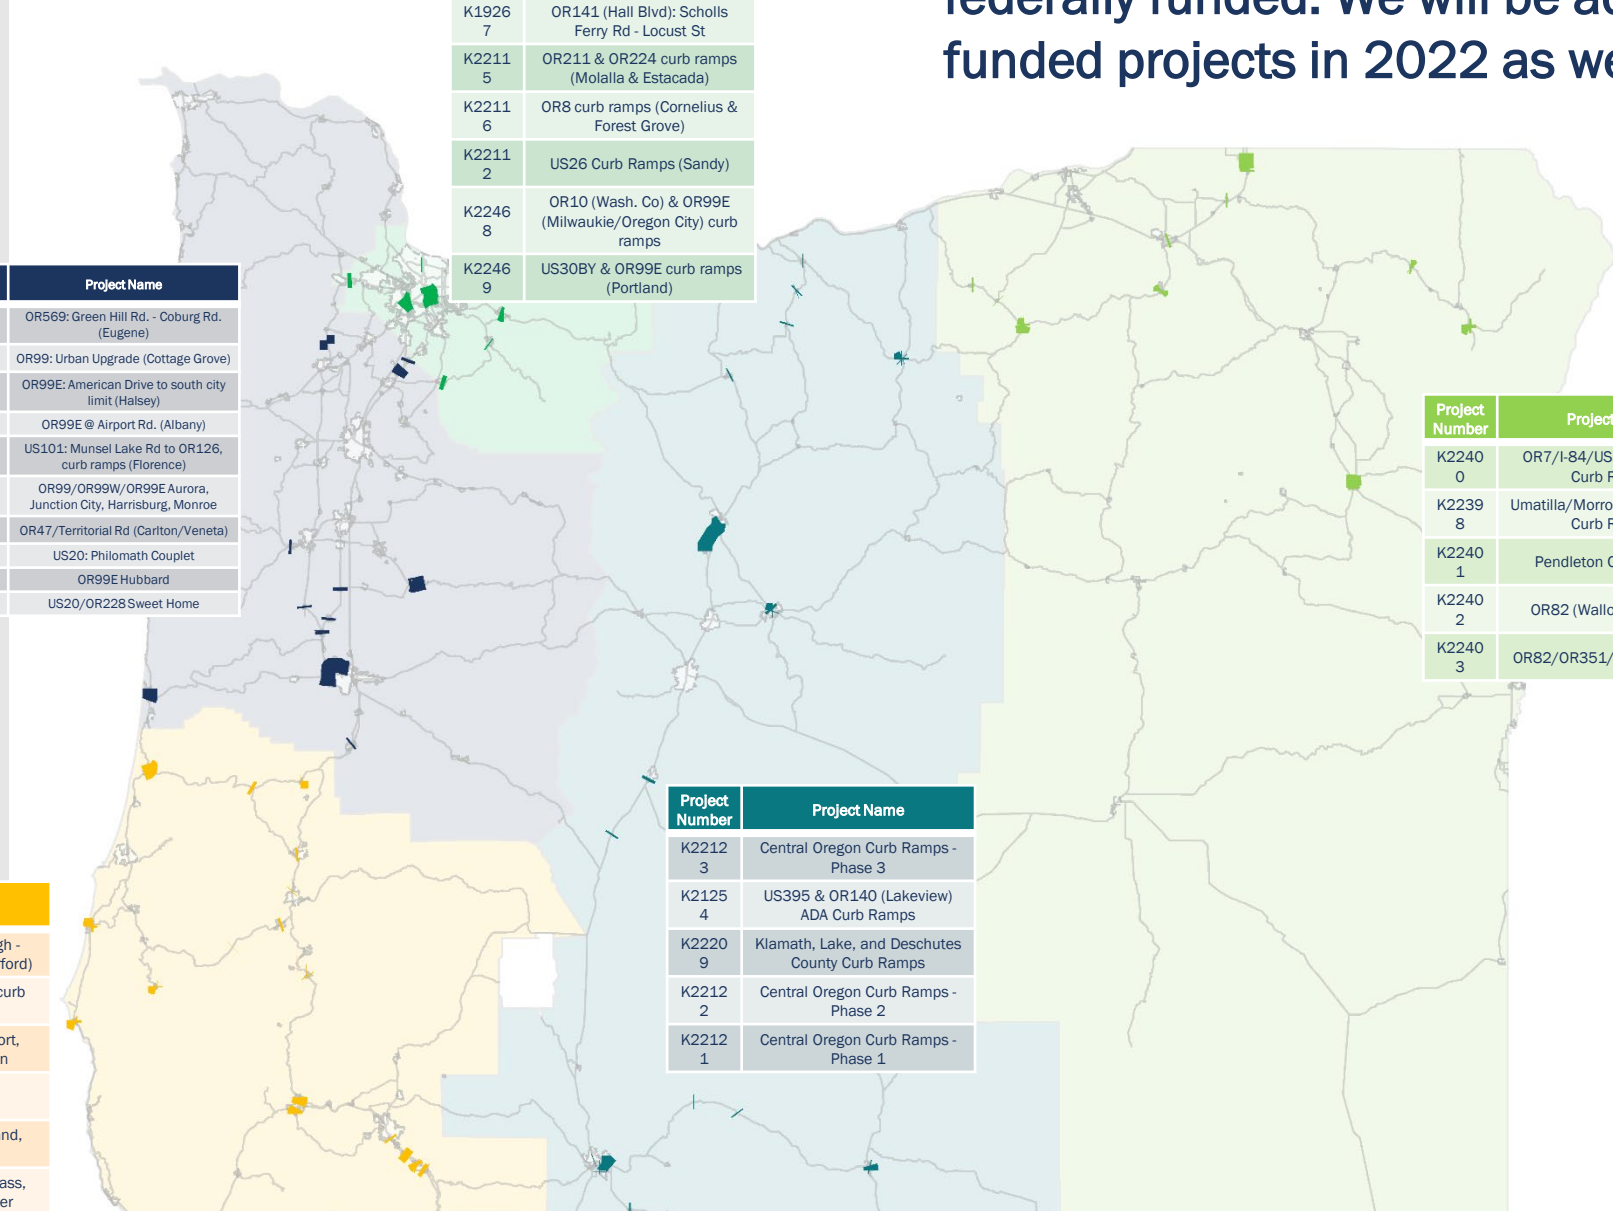 funded projects in 2022 as we
K1926
7
OR141 (Hall Blvd): Scholls
Ferry Rd - Locust St
K2211
5
OR211 & OR224 curb ramps
(Molalla & Estacada)
K2211
6
OR8 curb ramps (Cornelius &
Forest Grove)
K2211
2
US26 Curb Ramps (Sandy)
K2246
8
OR10 (Wash. Co) & OR99E
(Milwaukie/Oregon City) curb
ramps
K2246
9
US30BY & OR99E curb ramps
(Portland)
Project Name
OR569: Green Hill Rd. - Coburg Rd.
(Eugene)
OR99: Urban Upgrade (Cottage Grove)
OR99E: American Drive to south city
limit (Halsey)
OR99E @ Airport Rd. (Albany)
US101: Munsel Lake Rd to OR126,
curb ramps (Florence)
OR99/OR99W/OR99E Aurora,
Junction City, Harrisburg, Monroe
OR47/Territorial Rd (Carlton/Veneta)
US20: Philomath Couplet
OR99E Hubbard
US20/OR228 Sweet Home
Project
Number
Project
K2240
0
OR7/I-84/US
Curb R
K2239
8
Umatilla/Morro
Curb R
K2240
1
Pendleton C
K2240
2
OR82 (Wallo
K2240
3
OR82/OR351/
Project
Number
Project Name
K2212
3
Central Oregon Curb Ramps -
Phase 3
K2125
4
US395 & OR140 (Lakeview)
ADA Curb Ramps
K2220
9
Klamath, Lake, and Deschutes
County Curb Ramps
K2212
2
Central Oregon Curb Ramps -
Phase 2
K2212
1
Central Oregon Curb Ramps -
Phase 1
gh -
ford)
curb
ort,
n
nd,
ass,
er